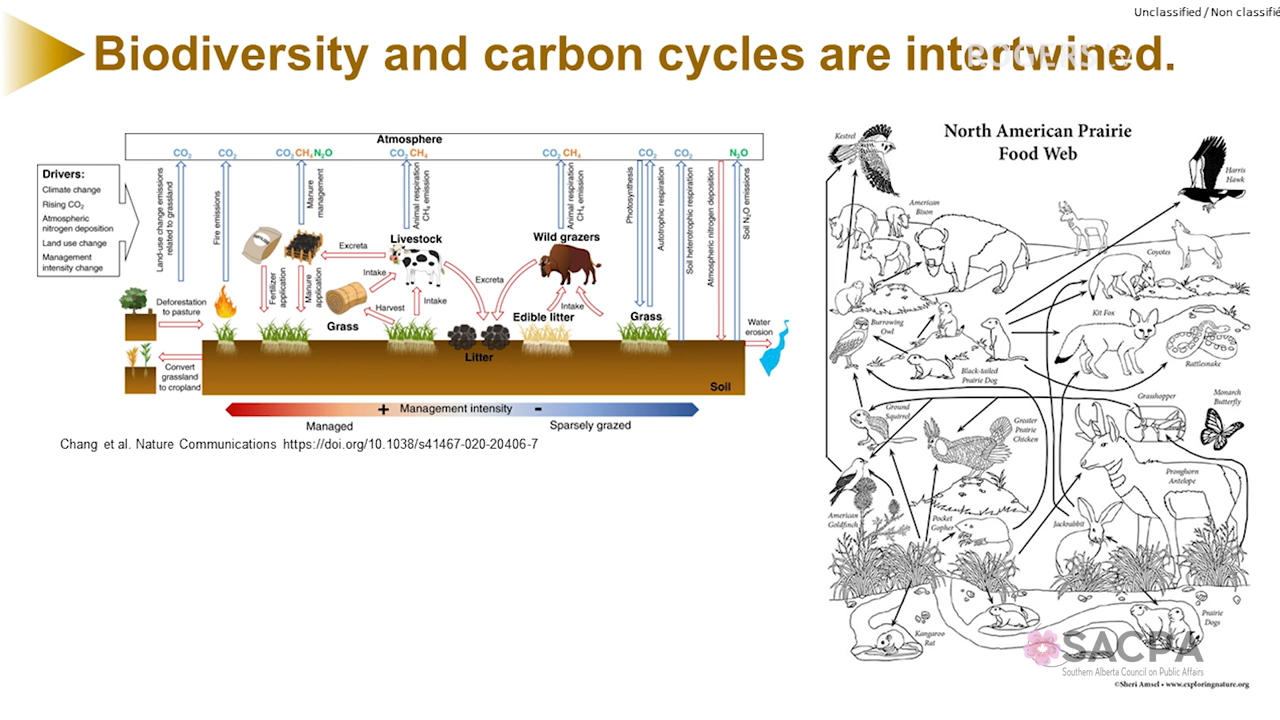 Unclassified / Non classifié
Biodiversity and carbon cycles are intertwined.
ROGERS tv
Atmosphere
CO2
CO2
CO2 CH4 N2O
CO2 CH4
CO2 CH4
CO2
CO2
N2O
Drivers:
Climate change
Rising CO2
Atmospheric
nitrogen deposition
Land use change
Management
intensity change
Land-use change emissions
related to grassland
Fire emissions
Manure
management
Animal respiration
CH4 emission
Animal respiration
CH4 emission
Photosynthesis
Autotrophic respiration
Soil heterotrophic respiration
Atmospheric nitrogen deposition
Soil N2O emissions
Livestock
Wild grazers
Excreta
Intake
Excreta
Fertilizer
application
Manure
application
Harvest
Intake
Intake
Deforestation
to pasture
Grass
Edible litter
Grass
Water
erosion
Litter
Convert
grassland
to cropland
Soil
+ Management intensity -
Managed
Sparsely grazed
Chang et al. Nature Communications https://doi.org/10.1038/s41467-020-20406-7
North American Prairie
Food Web
Kestrel
Harris
Hawk
American
Bison
Coyotes
Kit Fox
Burrowing
Owl
Rattlesnake
Black-tailed
Prairie Dog
Grasshopper
Monarch
Butterfly
Ground
Squirrel
Greater
Prairie
Chicken
Pronghorn
Antelope
American
Goldfinch
Pocket
Gopher
Jackrabbit
Prairie
Dogs
Kangaroo
Rat
SACPA
Southern Alberta Council on Public Affairs
©Sheri Amsel • www.exploringnature.org